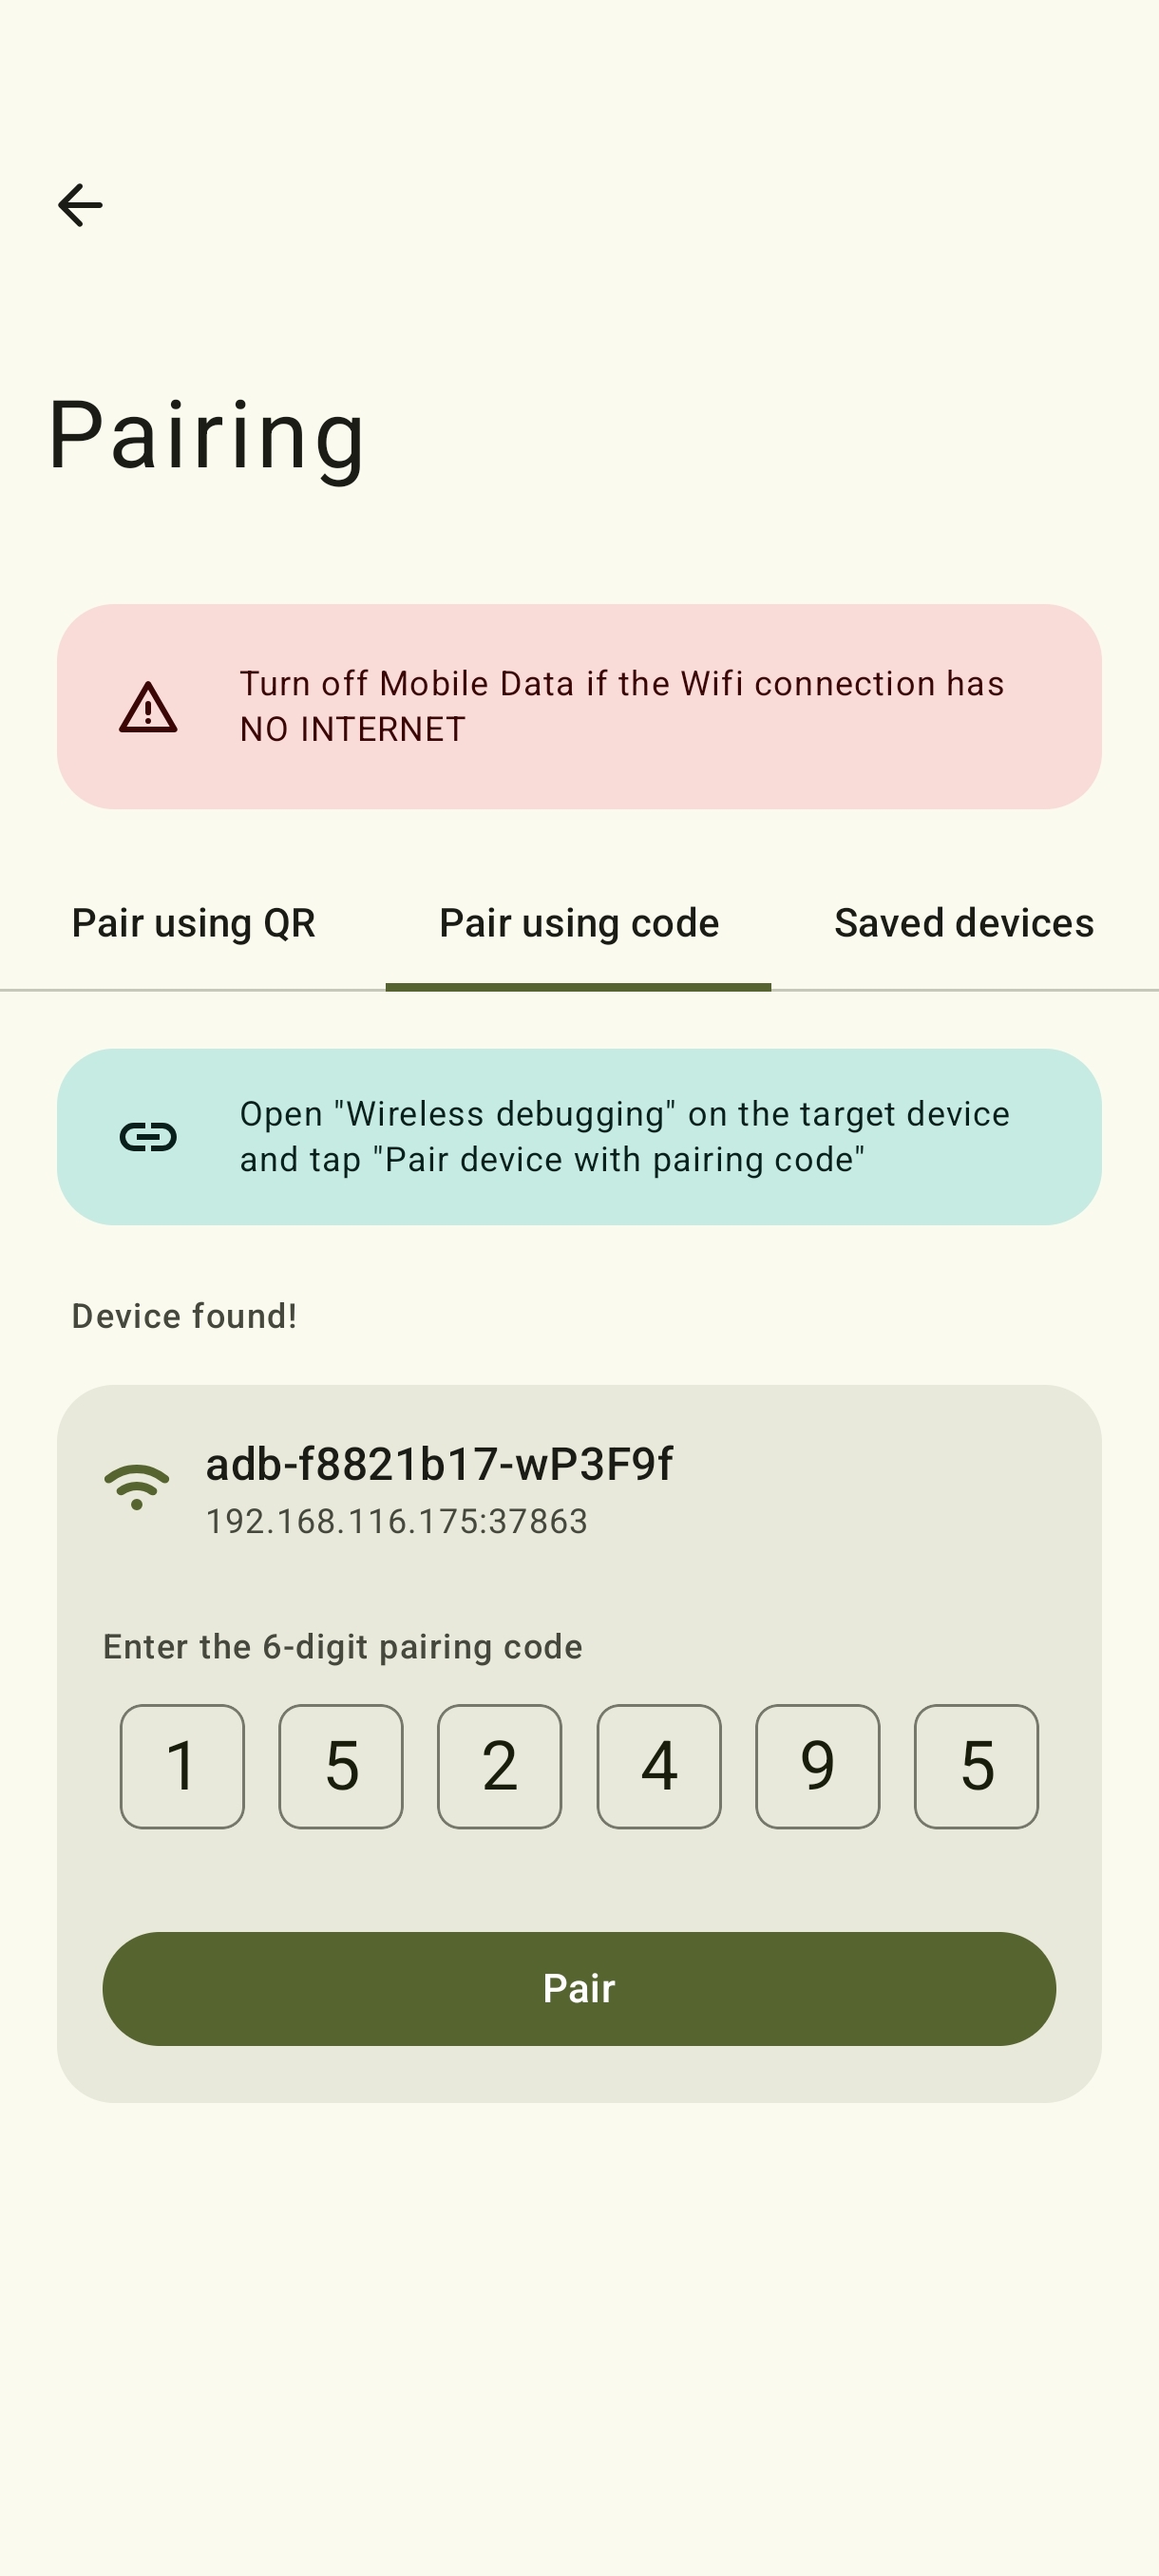 Pairing
Turn off Mobile Data if the Wifi connection has
NO INTERNET
Pair using QR
Pair using code
Saved devices
Open "Wireless debugging" on the target device
and tap "Pair device with pairing code"
Device found!
adb-f8821b17-wP3F9f
192.168.116.175:37863
Enter the 6-digit pairing code
1 5 2 4 9 5
Pair